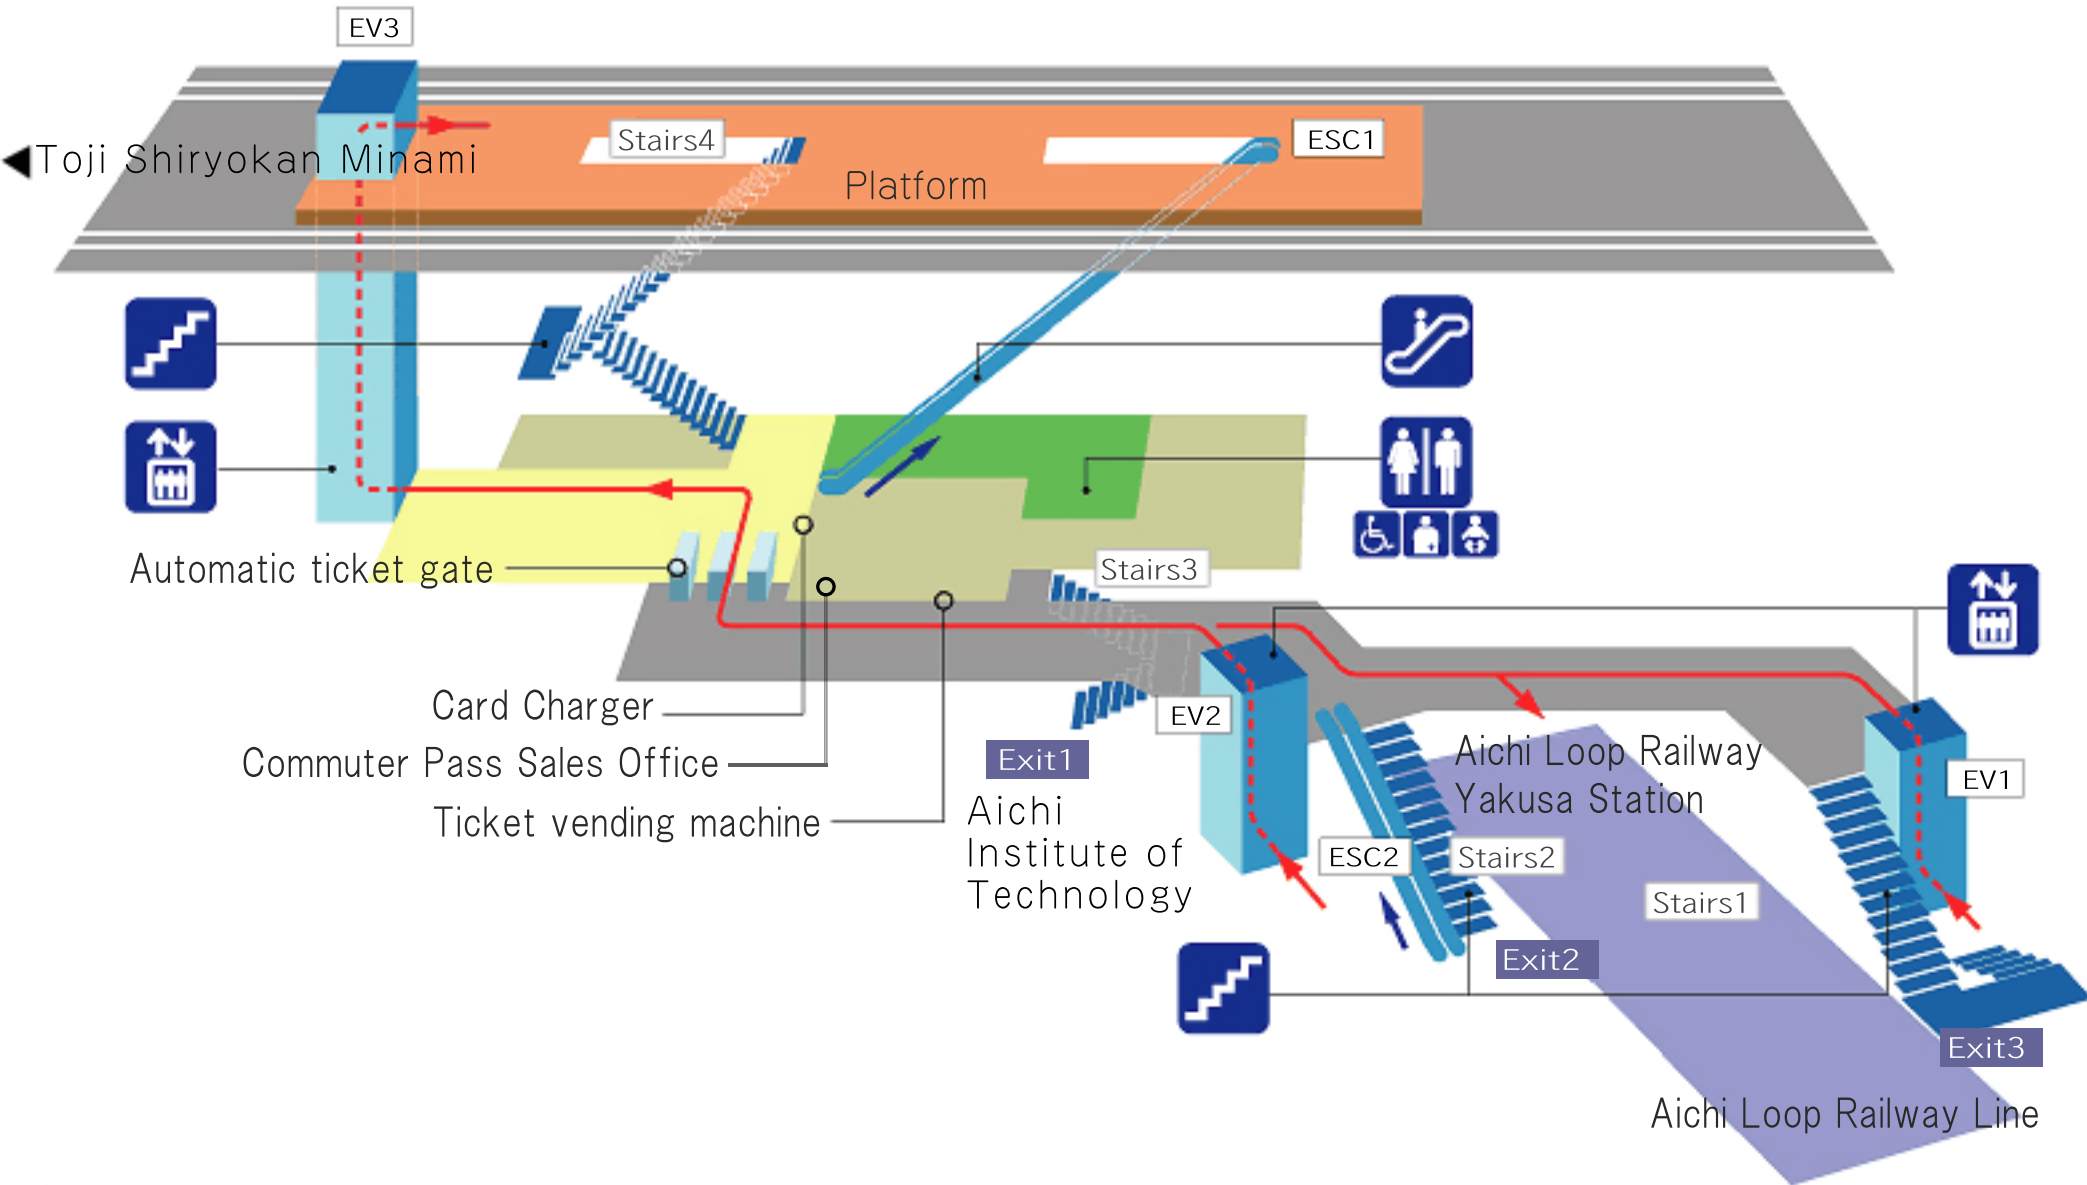 EV3
Stairs4
ESC1
◀Toji Shiryokan Minami
Platform
Automatic ticket gate
Stairs3
Card Charger
EV2
Commuter Pass Sales Office
Exit1
Aichi Loop Railway
Yakusa Station
EV1
Ticket vending machine
Aichi
Institute of
Technology
ESC2
Stairs2
Stairs1
Exit2
Exit3
Aichi Loop Railway Line